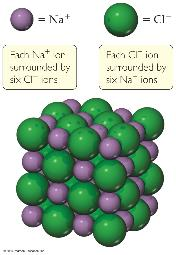 = Na⁺
= Cl⁻
Each Na⁺ ion
surrounded by
six Cl⁻ ions
Each Cl⁻ ion
surrounded by
six Na⁺ ions